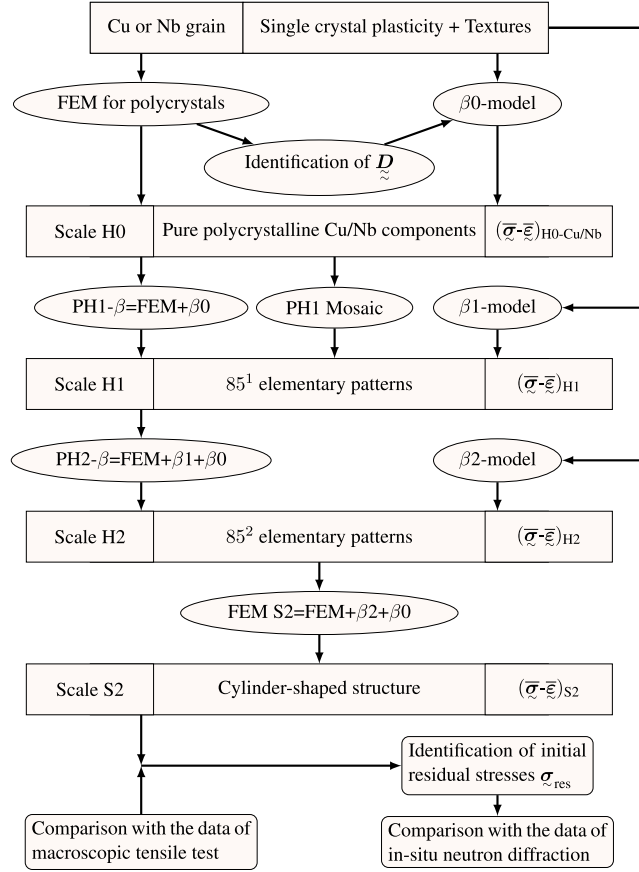 Cu or Nb grain
Single crystal plasticity + Textures
FEM for polycrystals
β0-model
Identification of D
Scale H0
Pure polycrystalline Cu/Nb components
(σ̅-ε̅)H0-Cu/Nb
PH1-β=FEM+β0
PH1 Mosaic
β1-model
Scale H1
85¹ elementary patterns
(σ̅-ε̅)H1
PH2-β=FEM+β1+β0
β2-model
Scale H2
85² elementary patterns
(σ̅-ε̅)H2
FEM S2=FEM+β2+β0
Scale S2
Cylinder-shaped structure
(σ̅-ε̅)S2
Identification of initial
residual stresses σres
Comparison with the data of
macroscopic tensile test
Comparison with the data of
in-situ neutron diffraction